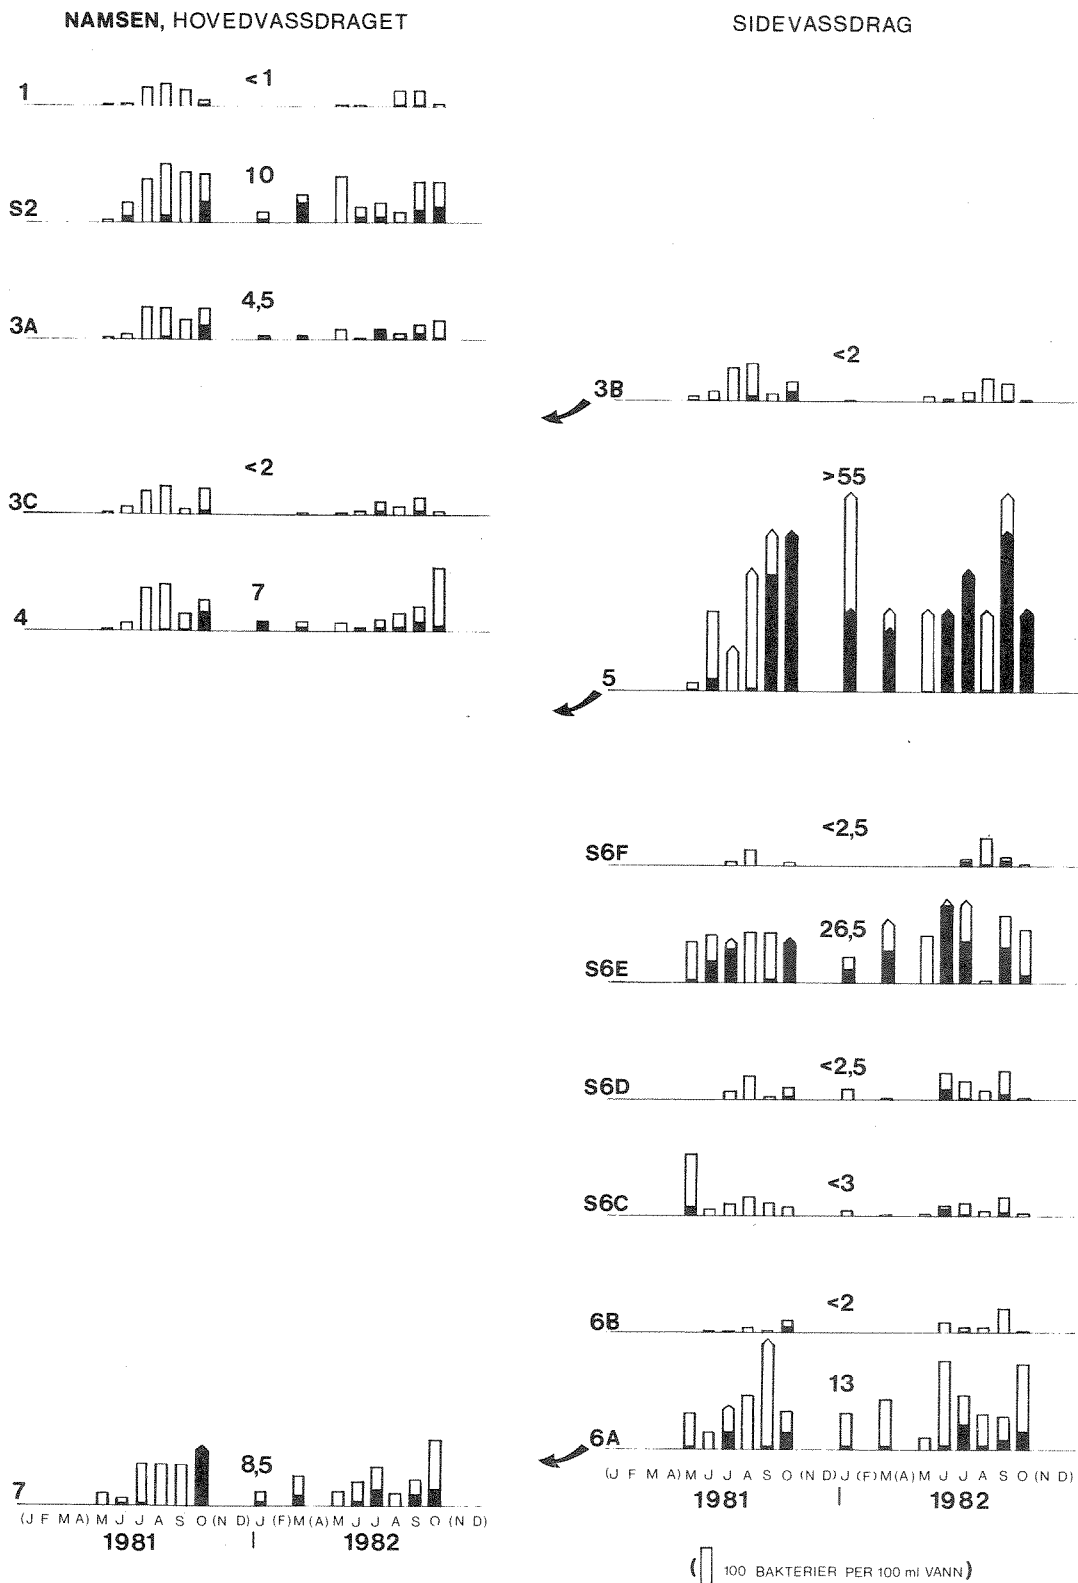 NAMSEN, HOVEDVASSDRAGET
SIDEVASSDRAG
1
<1
S2
10
3A
4,5
3B
<2
3C
<2
4
7
5
>55
S6F
<2,5
S6E
26,5
S6D
<2,5
S6C
<3
6B
<2
6A
13
(J F M A) M J J A S O (N D) J (F) M (A) M J J A S O (N D)
1981 | 1982
7
8,5
(J F M A) M J J A S O (N D) J (F) M (A) M J J A S O (N D)
1981 | 1982
( 100 BAKTERIER PER 100 ml VANN)